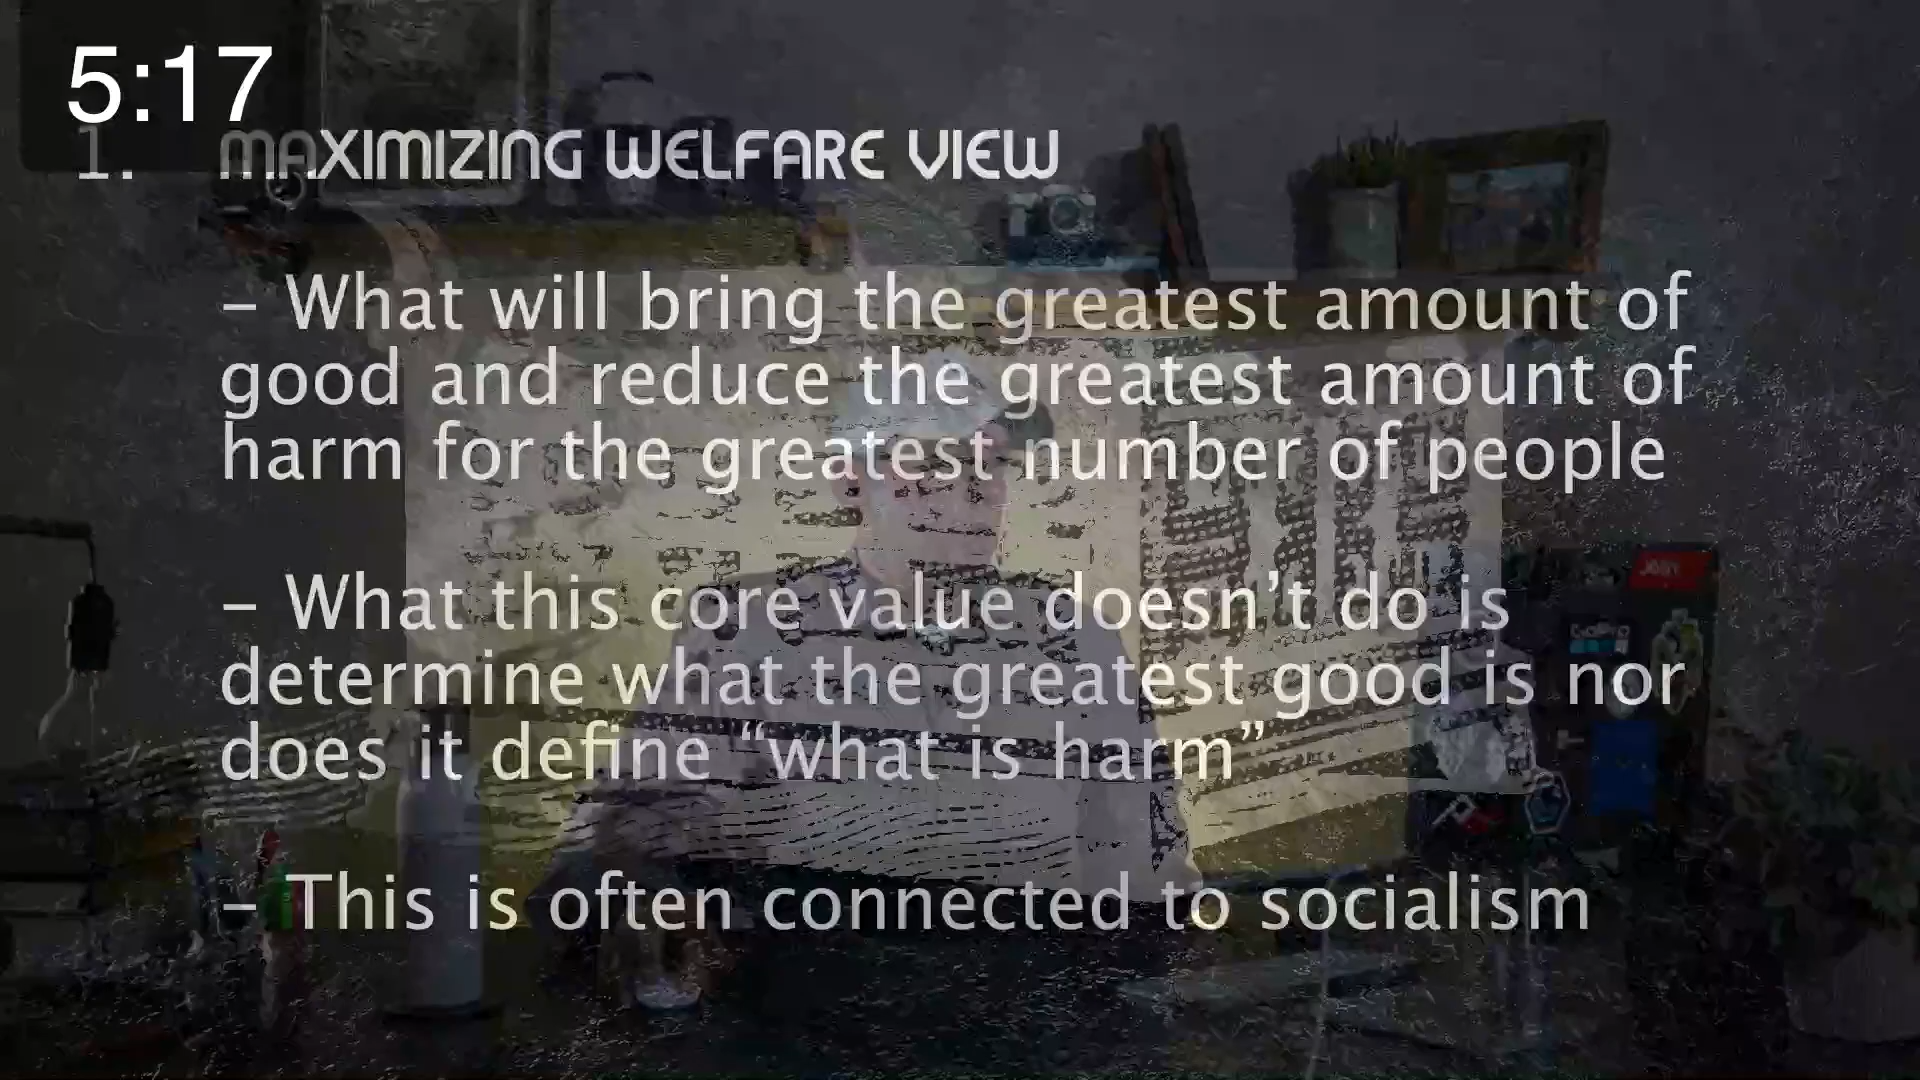 5:17
1. MAXIMIZING WELFARE VIEW
– What will bring the greatest amount of
good and reduce the greatest amount of
harm for the greatest number of people
– What this core value doesn’t do is
determine what the greatest good is nor
does it define “what is harm”
– This is often connected to socialism
GoPro